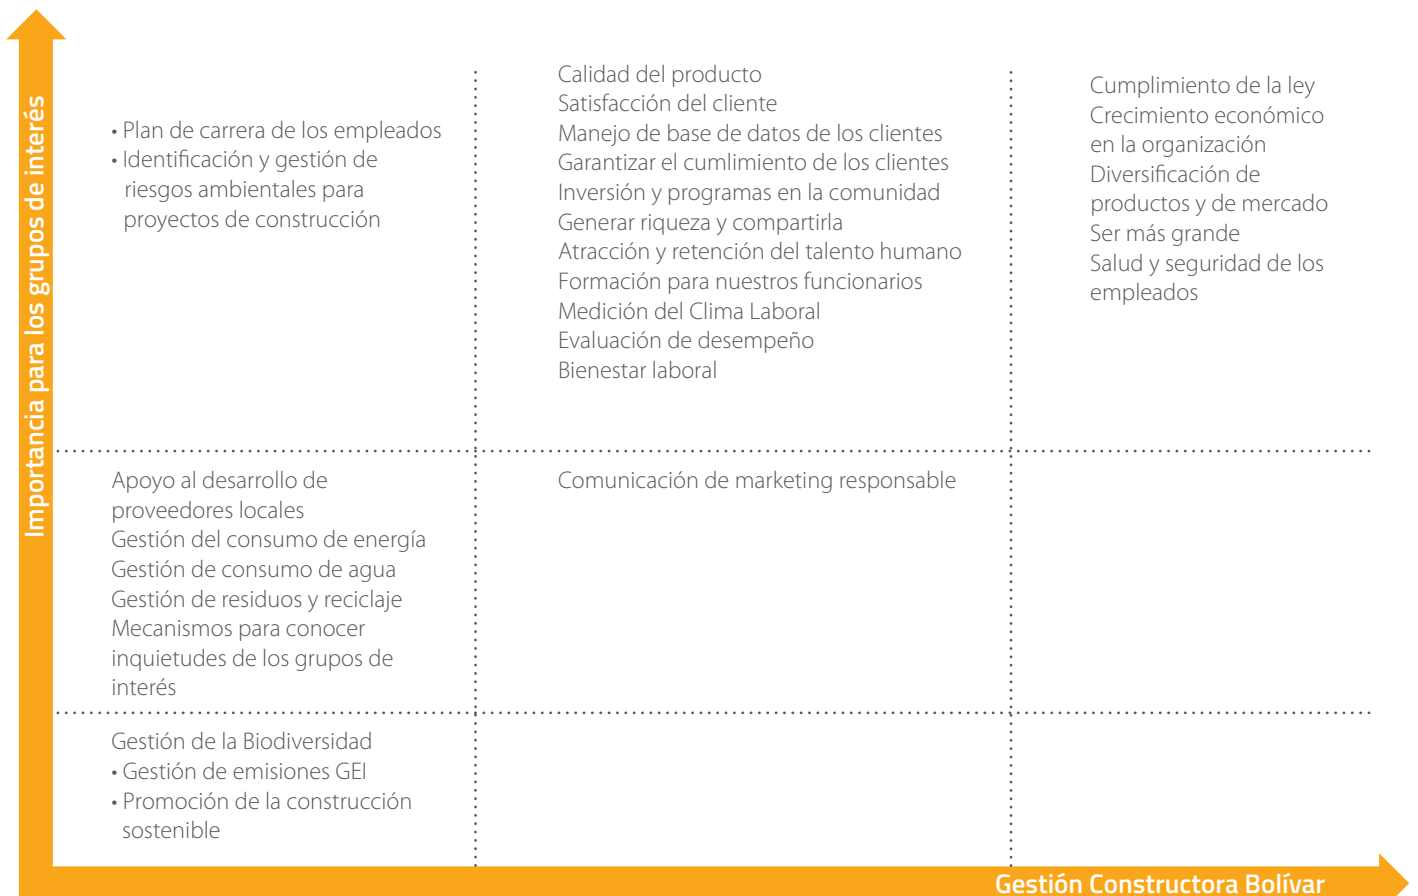 Importancia para los grupos de interés
• Plan de carrera de los empleados
• Identificación y gestión de
riesgos ambientales para
proyectos de construcción
Calidad del producto
Satisfacción del cliente
Manejo de base de datos de los clientes
Garantizar el cumlimiento de los clientes
Inversión y programas en la comunidad
Generar riqueza y compartirla
Atracción y retención del talento humano
Formación para nuestros funcionarios
Medición del Clima Laboral
Evaluación de desempeño
Bienestar laboral
Cumplimiento de la ley
Crecimiento económico
en la organización
Diversificación de
productos y de mercado
Ser más grande
Salud y seguridad de los
empleados
Apoyo al desarrollo de
proveedores locales
Gestión del consumo de energía
Gestión de consumo de agua
Gestión de residuos y reciclaje
Mecanismos para conocer
inquietudes de los grupos de
interés
Comunicación de marketing responsable
Gestión de la Biodiversidad
• Gestión de emisiones GEI
• Promoción de la construcción
sostenible
Gestión Constructora Bolívar